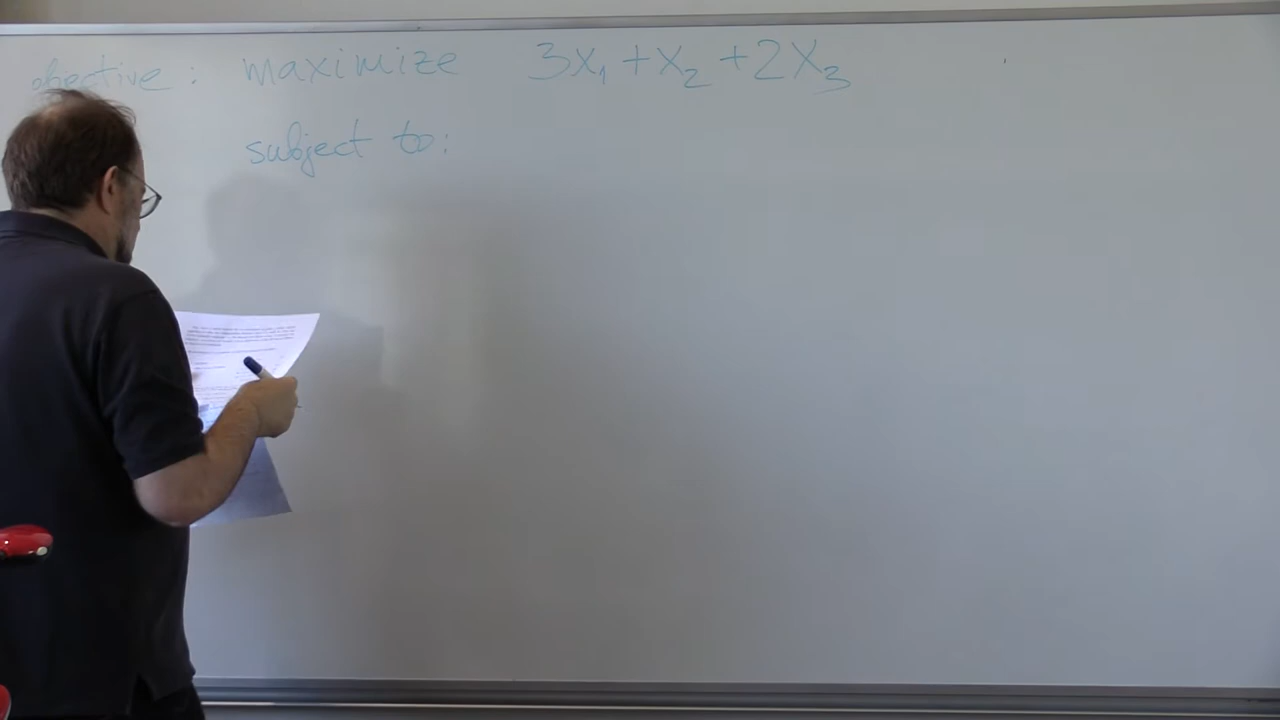 objective: maximize 3x₁ + x₂ + 2x₃
subject to: